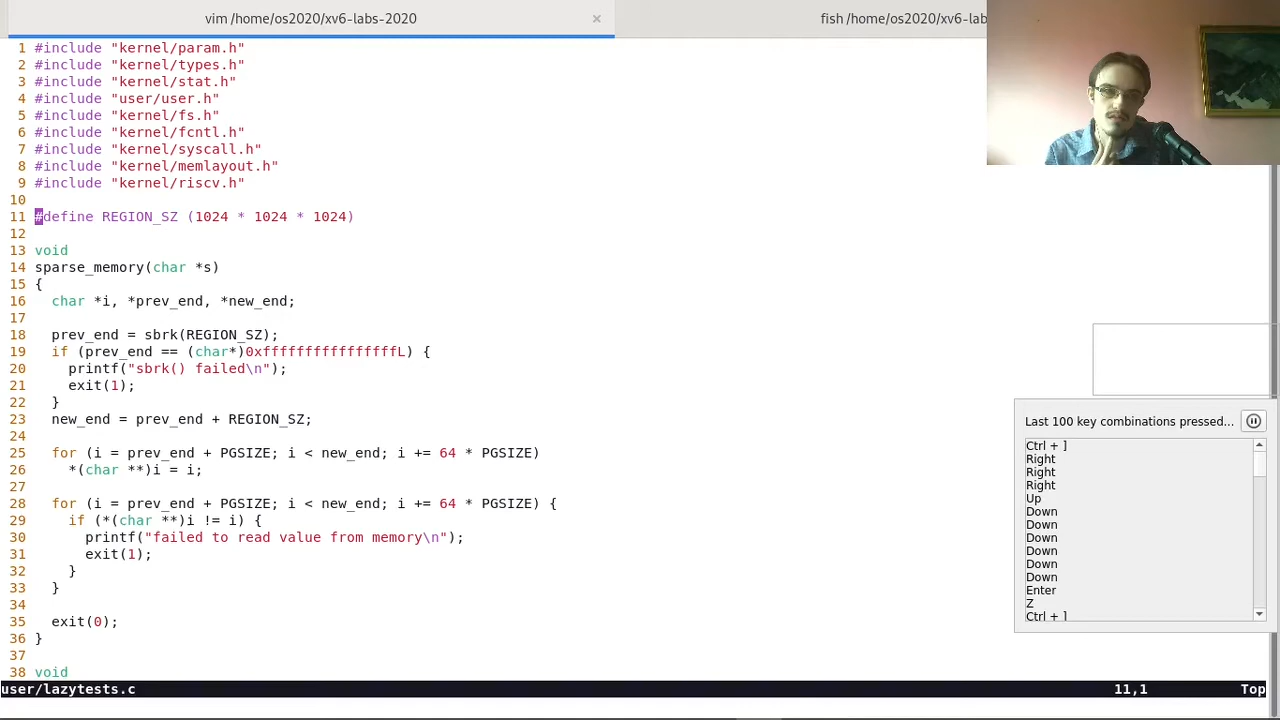 vim /home/os2020/xv6-labs-2020 ×
fish /home/os2020/xv6-lab
1 #include "kernel/param.h"
2 #include "kernel/types.h"
3 #include "kernel/stat.h"
4 #include "user/user.h"
5 #include "kernel/fs.h"
6 #include "kernel/fcntl.h"
7 #include "kernel/syscall.h"
8 #include "kernel/memlayout.h"
9 #include "kernel/riscv.h"
10
11 #define REGION_SZ (1024 * 1024 * 1024)
12
13 void
14 sparse_memory(char *s)
15 {
16   char *i, *prev_end, *new_end;
17
18   prev_end = sbrk(REGION_SZ);
19   if (prev_end == (char*)0xffffffffffffffffL) {
20     printf("sbrk() failed\n");
21     exit(1);
22   }
23   new_end = prev_end + REGION_SZ;
24
25   for (i = prev_end + PGSIZE; i < new_end; i += 64 * PGSIZE)
26     *(char **)i = i;
27
28   for (i = prev_end + PGSIZE; i < new_end; i += 64 * PGSIZE) {
29     if (*(char **)i != i) {
30       printf("failed to read value from memory\n");
31       exit(1);
32     }
33   }
34
35   exit(0);
36 }
37
38 void
user/lazytests.c 11,1 Top
Last 100 key combinations pressed...
Ctrl + ]
Right
Right
Right
Up
Down
Down
Down
Down
Down
Down
Enter
Z
Ctrl + ]